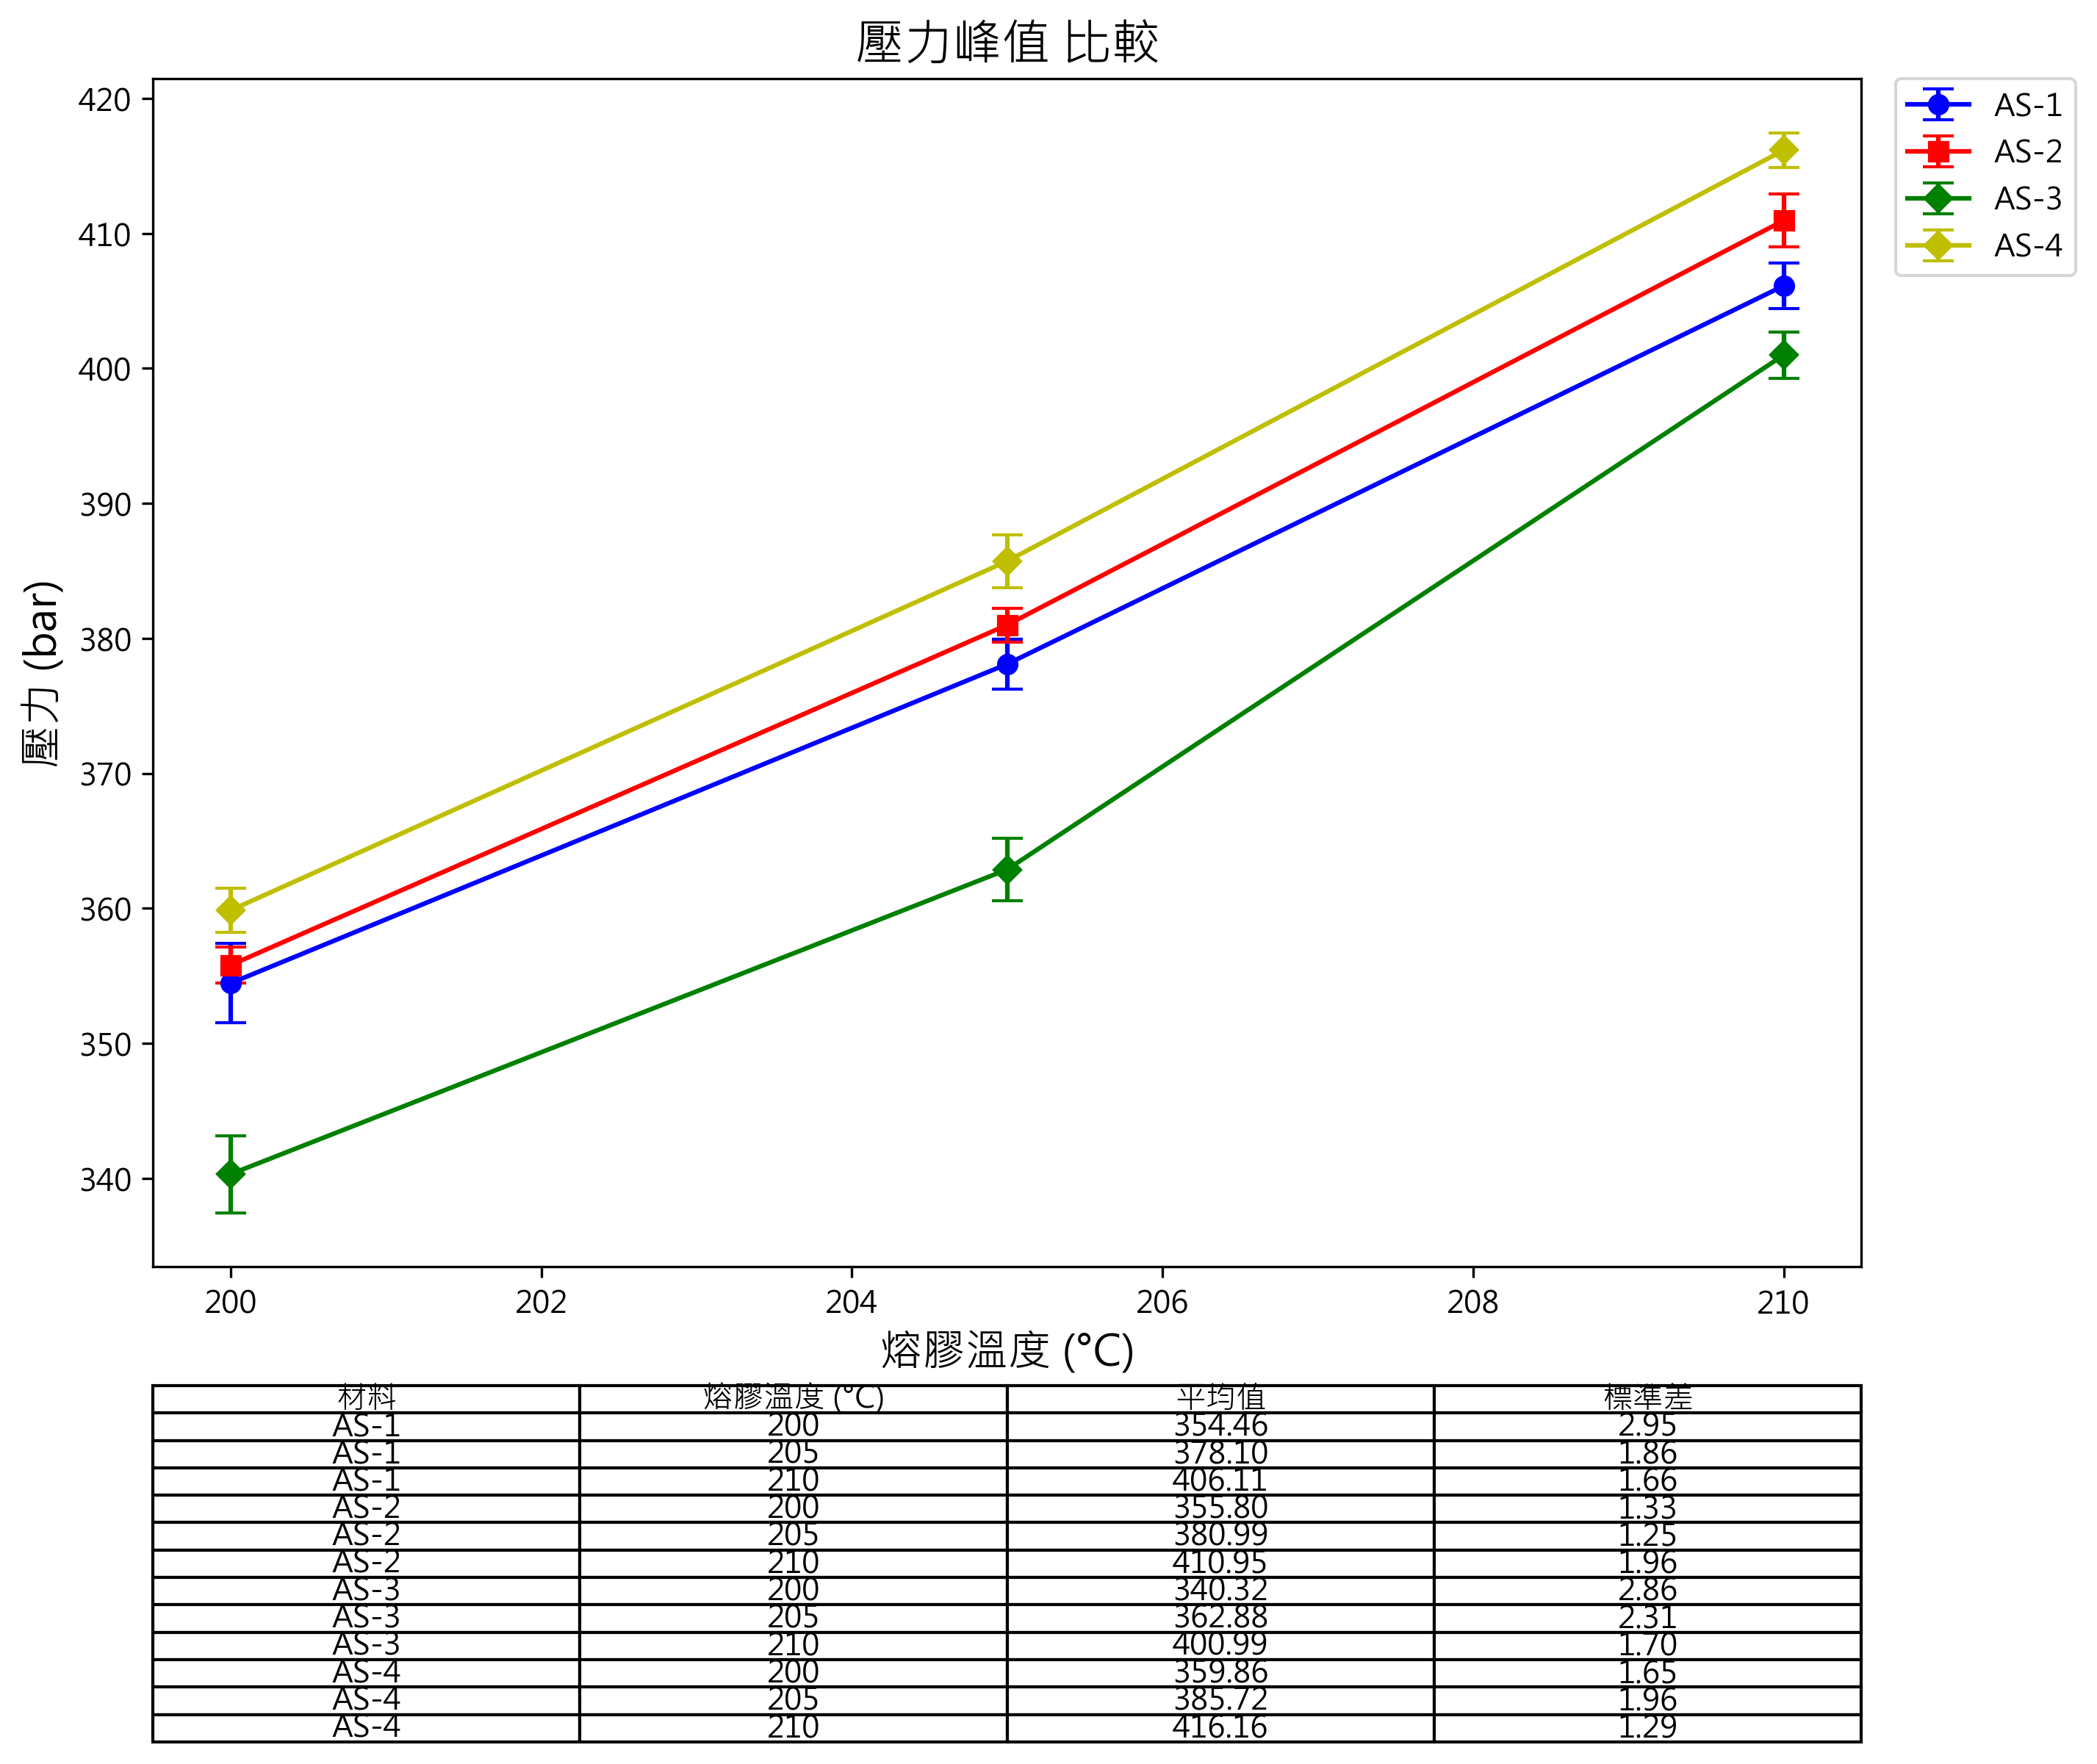 壓力峰值 比較
420
410
400
390
380
370
360
350
340
壓力 (bar)
AS-1
AS-2
AS-3
AS-4
200 202 204 206 208 210
熔膠溫度 (°C)
材料 熔膠溫度 (°C) 平均值 標準差
AS-1 200 354.46 2.95
AS-1 205 378.10 1.86
AS-1 210 406.11 1.66
AS-2 200 355.80 1.33
AS-2 205 380.99 1.25
AS-2 210 410.95 1.96
AS-3 200 340.32 2.86
AS-3 205 362.88 2.31
AS-3 210 400.99 1.70
AS-4 200 359.86 1.65
AS-4 205 385.72 1.96
AS-4 210 416.16 1.29